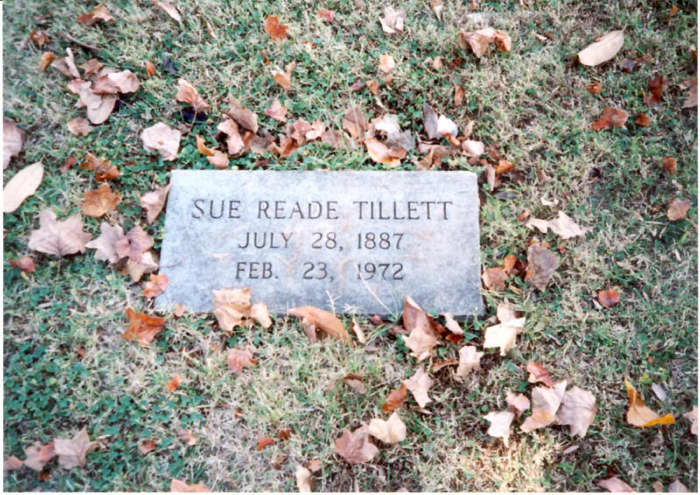 SUE READE TILLETT
JULY 28, 1887
FEB. 23, 1972